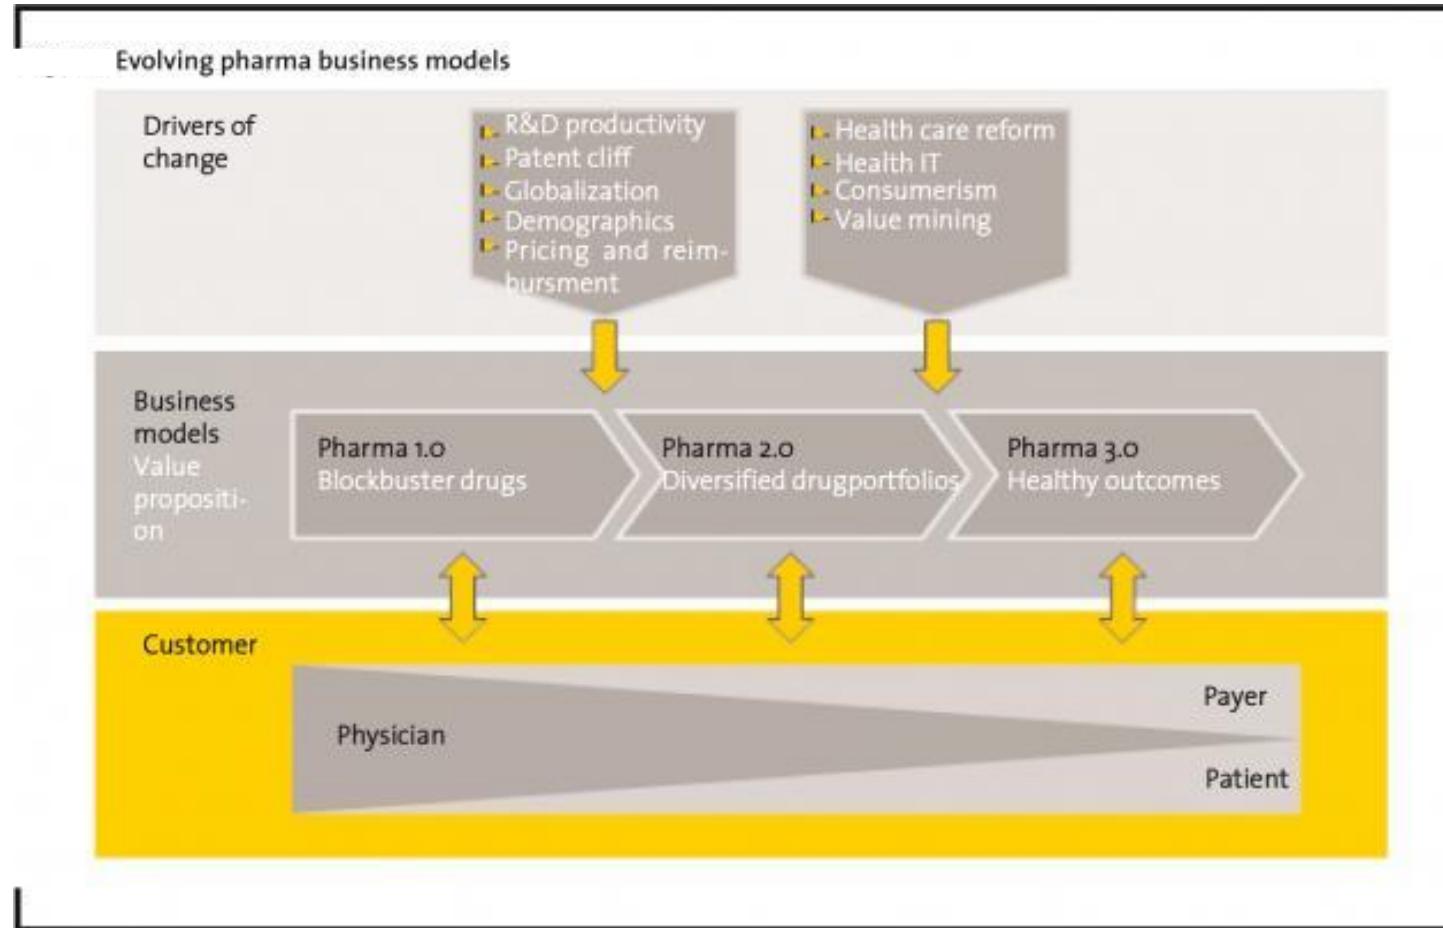 Evolving pharma business models
Drivers of
change
R&D productivity
Patent cliff
Globalization
Demographics
Pricing and reim-
bursment
Health care reform
Health IT
Consumerism
Value mining
Business
models
Value
propositi-
on
Pharma 1.0
Blockbuster drugs
Pharma 2.0
Diversified drugportfolios
Pharma 3.0
Healthy outcomes
Customer
Physician
Payer
Patient